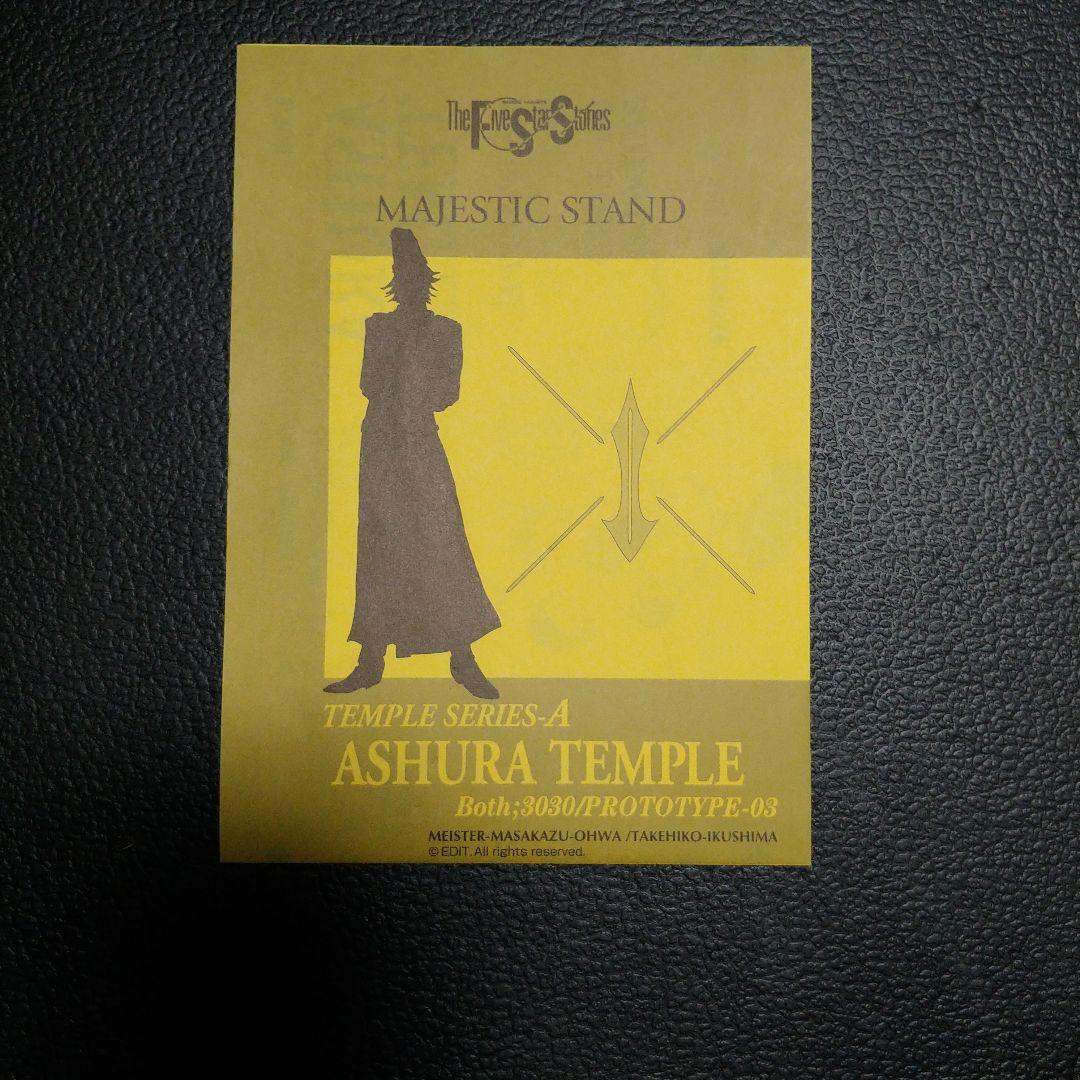 The Five Star Stories
MAJESTIC STAND
TEMPLE SERIES-A
ASHURA TEMPLE
Both;3030/PROTOTYPE-03
MEISTER-MASAKAZU-OHWA /TAKEHIKO-IKUSHIMA
© EDIT. All rights reserved.